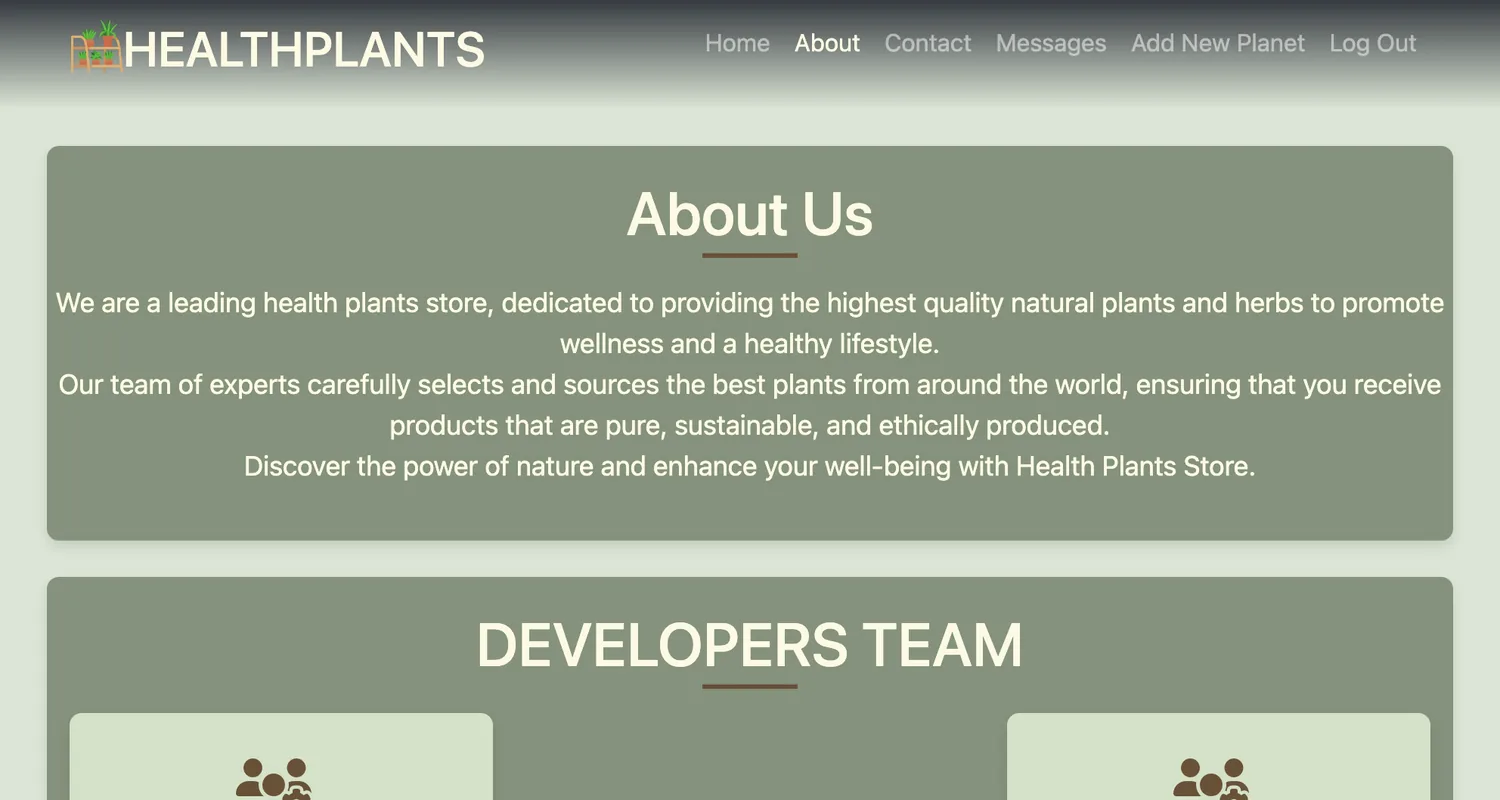 HEALTHPLANTS
Home About Contact Messages Add New Planet Log Out
About Us
We are a leading health plants store, dedicated to providing the highest quality natural plants and herbs to promote
wellness and a healthy lifestyle.
Our team of experts carefully selects and sources the best plants from around the world, ensuring that you receive
products that are pure, sustainable, and ethically produced.
Discover the power of nature and enhance your well-being with Health Plants Store.
DEVELOPERS TEAM